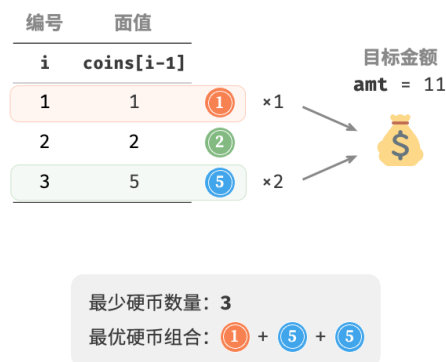 编号 面值
i coins[i-1]
1 1 1 ×1
2 2 2
3 5 5 ×2
目标金额
amt = 11
$
最少硬币数量：3
最优硬币组合：1 + 5 + 5